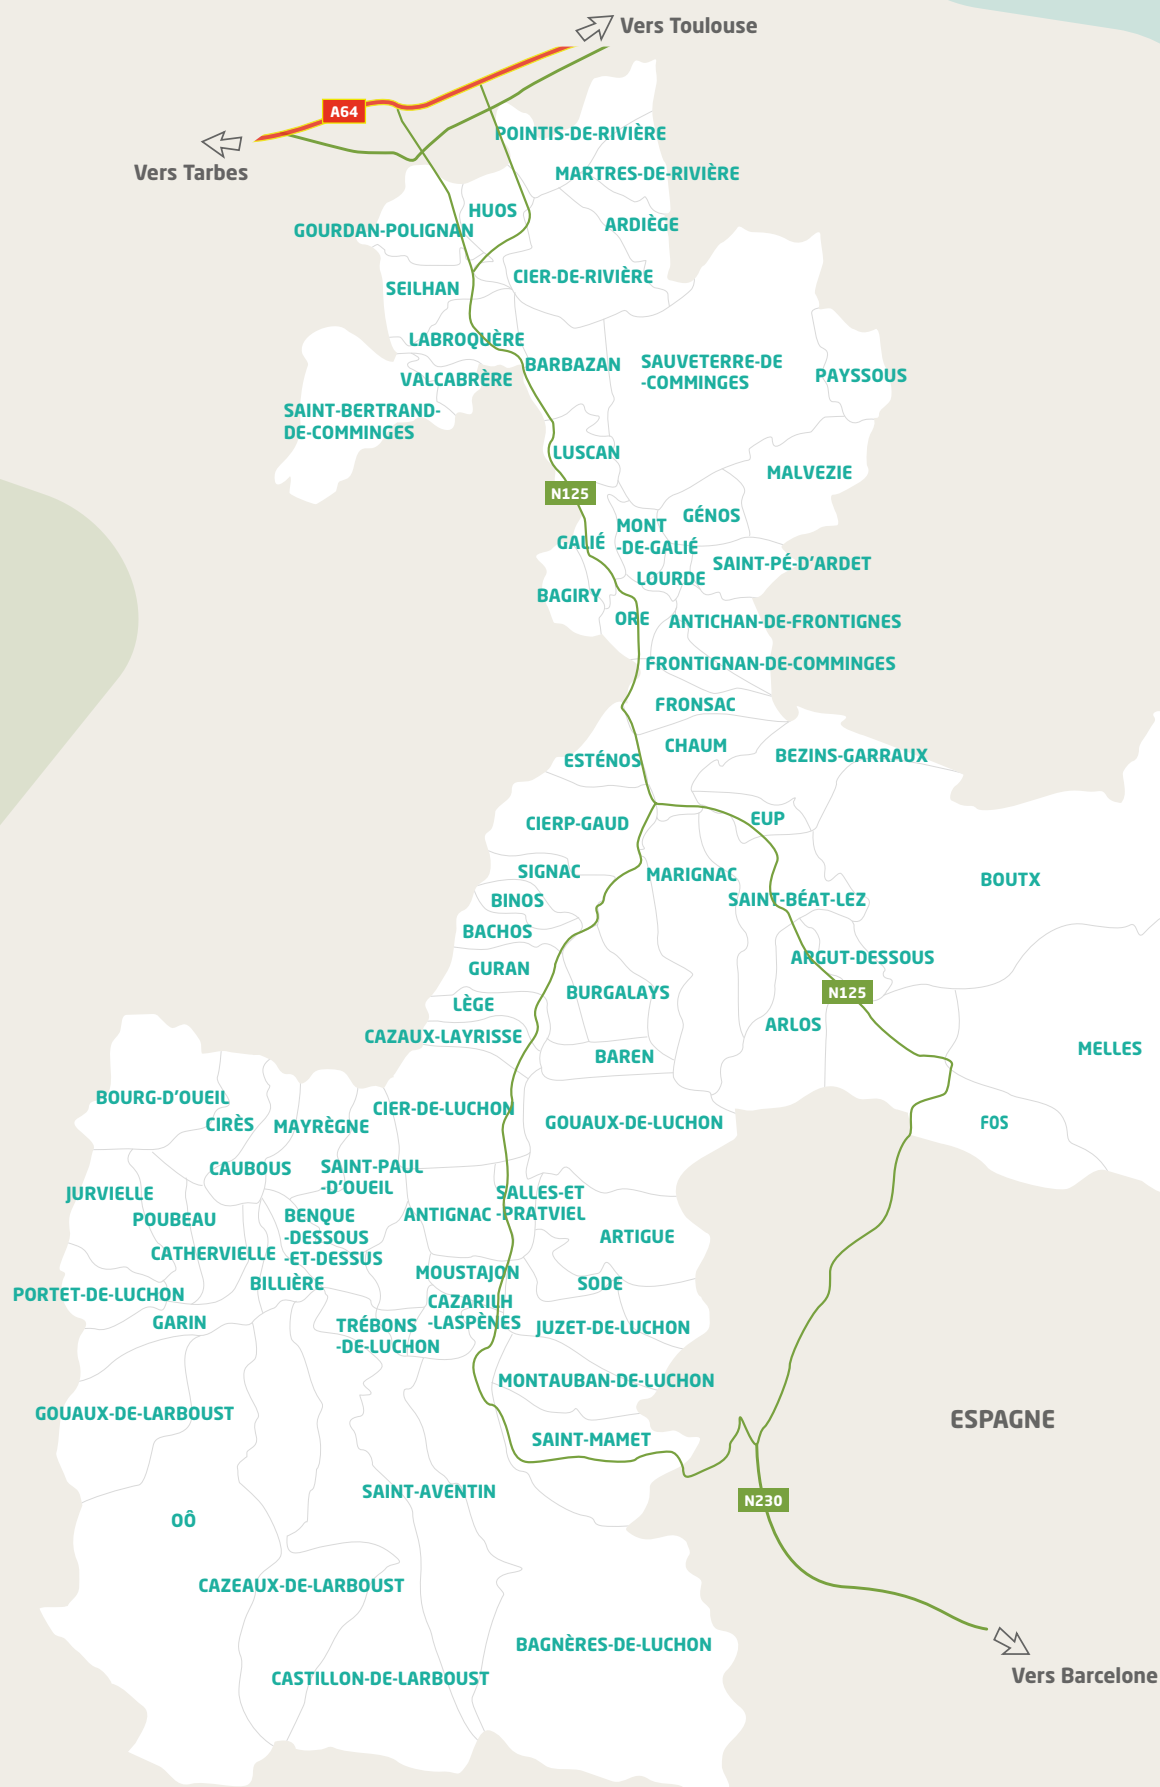 Vers Toulouse
A64
Vers Tarbes
POINTIS-DE-RIVIÈRE
MARTRES-DE-RIVIÈRE
HUOS
ARDIÈGE
GOURDAN-POLIGNAN
CIER-DE-RIVIÈRE
SEILHAN
LABROQUÈRE
BARBAZAN
SAUVETERRE-DE
-COMMINGES
PAYSSOUS
VALCABRÈRE
SAINT-BERTRAND-
DE-COMMINGES
LUSCAN
MALVEZIE
N125
GÉNOS
MONT
-DE-GALIÉ
GALIÉ
SAINT-PÉ-D'ARDET
LOURDE
BAGIRY
ORE
ANTICHAN-DE-FRONTIGNES
FRONTIGNAN-DE-COMMINGES
FRONSAC
CHAUM
ESTÉNOS
BEZINS-GARRAUX
CIERP-GAUD
EUP
SIGNAC
MARIGNAC
BOUTX
BINOS
SAINT-BÉAT-LEZ
BACHOS
ARGUT-DESSOUS
GURAN
BURGALAYS
N125
LÈGE
ARLOS
CAZAUX-LAYRISSE
BAREN
MELLES
BOURG-D'OUEIL
CIER-DE-LUCHON
CIRÈS
MAYRÈGNE
GOUAUX-DE-LUCHON
FOS
CAUBOUS
SAINT-PAUL
-D'OUEIL
JURVIELLE
SALLES-ET
-PRATVIEL
POUBEAU
BENQUE
-DESSOUS
-ET-DESSUS
ANTIGNAC
ARTIGUE
CATHERVIELLE
MOUSTAJON
BILLIÈRE
SODE
PORTET-DE-LUCHON
CAZARILH
-LASPÈNES
GARIN
TRÉBONS
-DE-LUCHON
JUZET-DE-LUCHON
MONTAUBAN-DE-LUCHON
GOUAUX-DE-LARBOUST
ESPAGNE
SAINT-MAMET
SAINT-AVENTIN
N230
OÔ
CAZEAUX-DE-LARBOUST
BAGNÈRES-DE-LUCHON
CASTILLON-DE-LARBOUST
Vers Barcelone